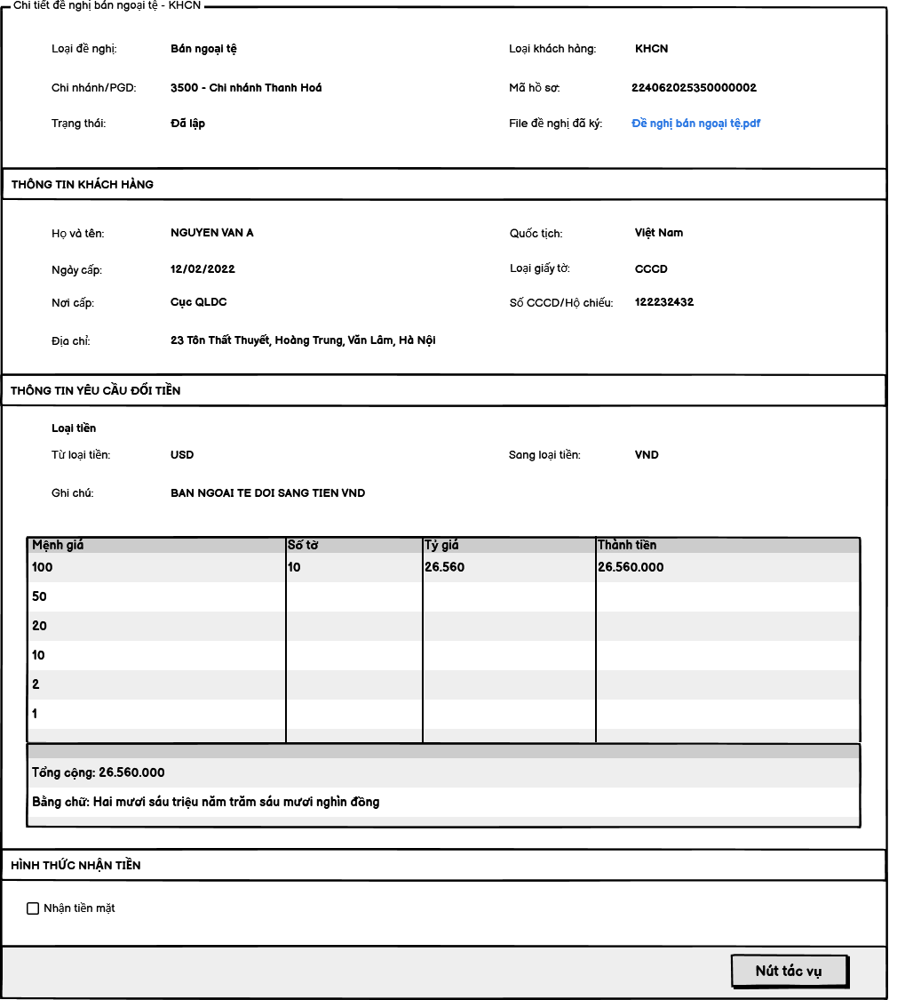 Chi tiết đề nghị bán ngoại tệ - KHCN
Loại đề nghị: Bán ngoại tệ Loại khách hàng: KHCN
Chi nhánh/PGD: 3500 - Chi nhánh Thanh Hoá Mã hồ sơ: 224062025350000002
Trạng thái: Đã lập File đề nghị đã ký: Đề nghị bán ngoại tệ.pdf
THÔNG TIN KHÁCH HÀNG
Họ và tên: NGUYEN VAN A Quốc tịch: Việt Nam
Ngày cấp: 12/02/2022 Loại giấy tờ: CCCD
Nơi cấp: Cục QLDC Số CCCD/Hộ chiếu: 122232432
Địa chỉ: 23 Tôn Thất Thuyết, Hoàng Trung, Văn Lâm, Hà Nội
THÔNG TIN YÊU CẦU ĐỔI TIỀN
Loại tiền
Từ loại tiền: USD Sang loại tiền: VND
Ghi chú: BAN NGOAI TE DOI SANG TIEN VND
Mệnh giá Số tờ Tỷ giá Thành tiền
100 10 26.560 26.560.000
50
20
10
2
1
Tổng cộng: 26.560.000
Bằng chữ: Hai mươi sáu triệu năm trăm sáu mươi nghìn đồng
HÌNH THỨC NHẬN TIỀN
Nhận tiền mặt
Nút tác vụ